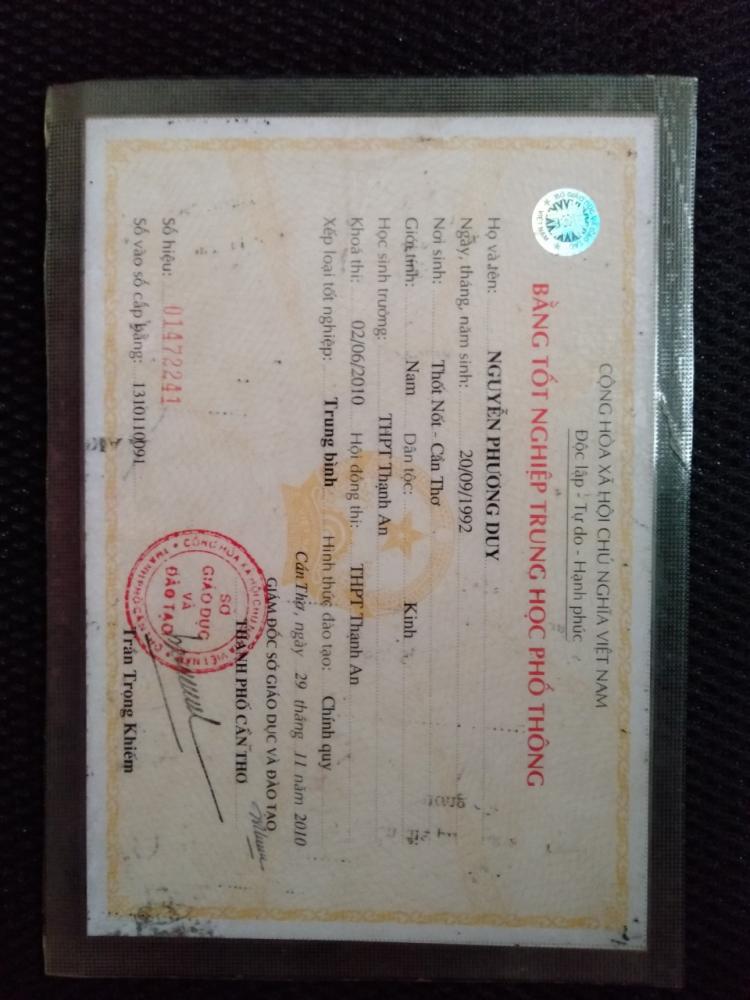 CỘNG HÒA XÃ HỘI CHỦ NGHĨA VIỆT NAM
Độc lập - Tự do - Hạnh phúc
BẰNG TỐT NGHIỆP TRUNG HỌC PHỔ THÔNG
Họ và tên: NGUYỄN PHƯƠNG DUY
Ngày, tháng, năm sinh: 20/09/1992
Nơi sinh: Thốt Nốt - Cần Thơ
Giới tính: Nam Dân tộc: Kinh
Học sinh trường: THPT Thạnh An
Khoá thi: 02/06/2010 Hội đồng thi: THPT Thạnh An
Xếp loại tốt nghiệp: Trung bình Hình thức đào tạo: Chính quy
Cần Thơ, ngày 29 tháng 11 năm 2010
GIÁM ĐỐC SỞ GIÁO DỤC VÀ ĐÀO TẠO
THÀNH PHỐ CẦN THƠ
SỞ
GIÁO DỤC
VÀ
ĐÀO TẠO
Trần Trọng Khiếm
Số hiệu: 01472241
Số vào sổ cấp bằng: 1310110091